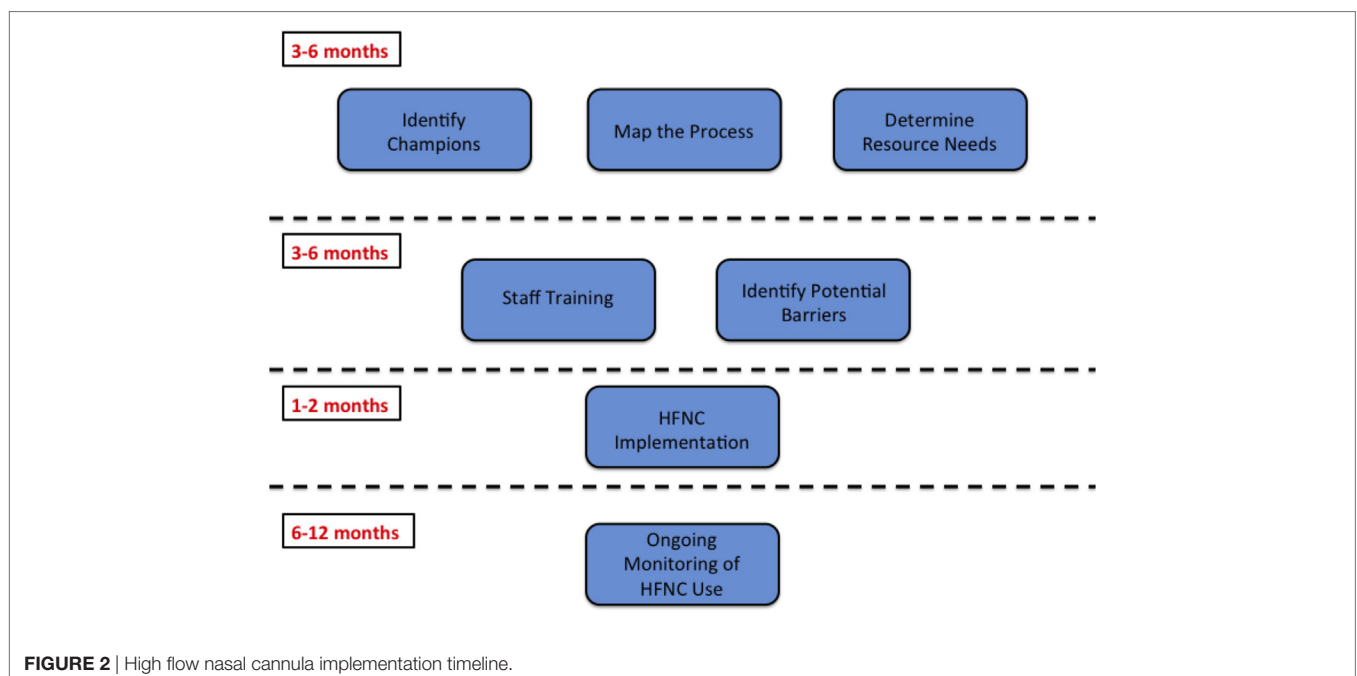 3-6 months
Identify
Champions
Map the Process
Determine
Resource Needs
3-6 months
Staff Training
Identify Potential
Barriers
1-2 months
HFNC
Implementation
6-12 months
Ongoing
Monitoring of
HFNC Use
FIGURE 2 | High flow nasal cannula implementation timeline.